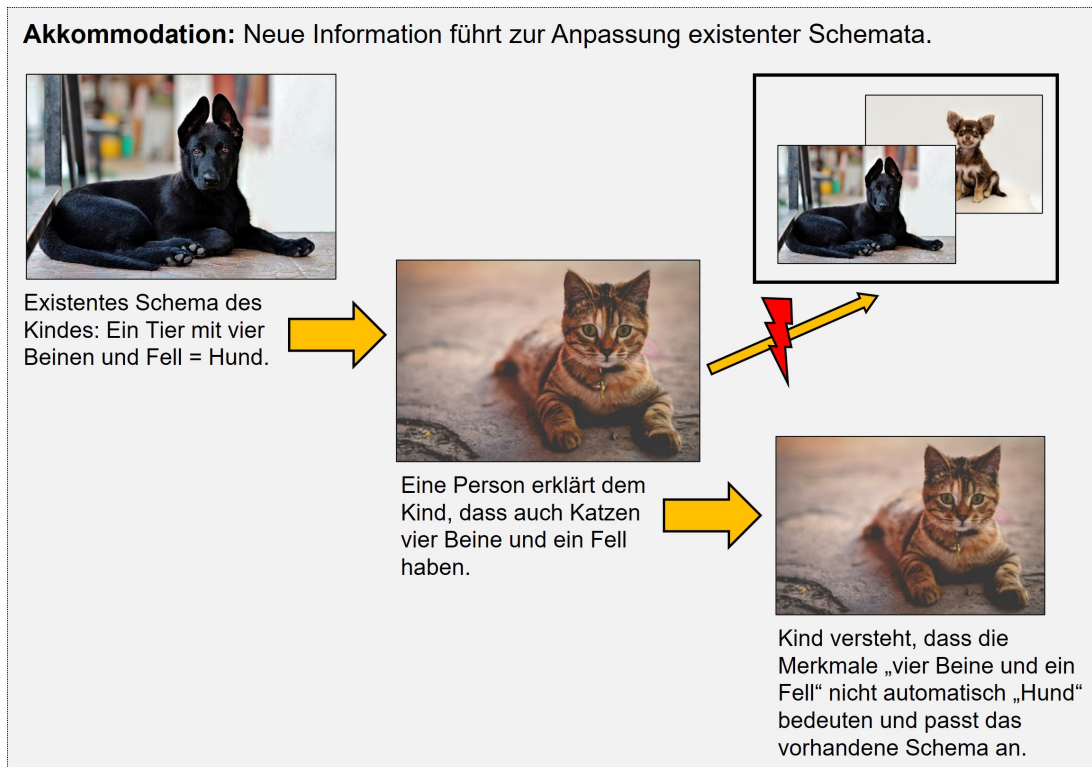 Akkommodation: Neue Information führt zur Anpassung existenter Schemata.
Existentes Schema des
Kindes: Ein Tier mit vier
Beinen und Fell = Hund.
Eine Person erklärt dem
Kind, dass auch Katzen
vier Beine und ein Fell
haben.
Kind versteht, dass die
Merkmale „vier Beine und ein
Fell“ nicht automatisch „Hund“
bedeuten und passt das
vorhandene Schema an.